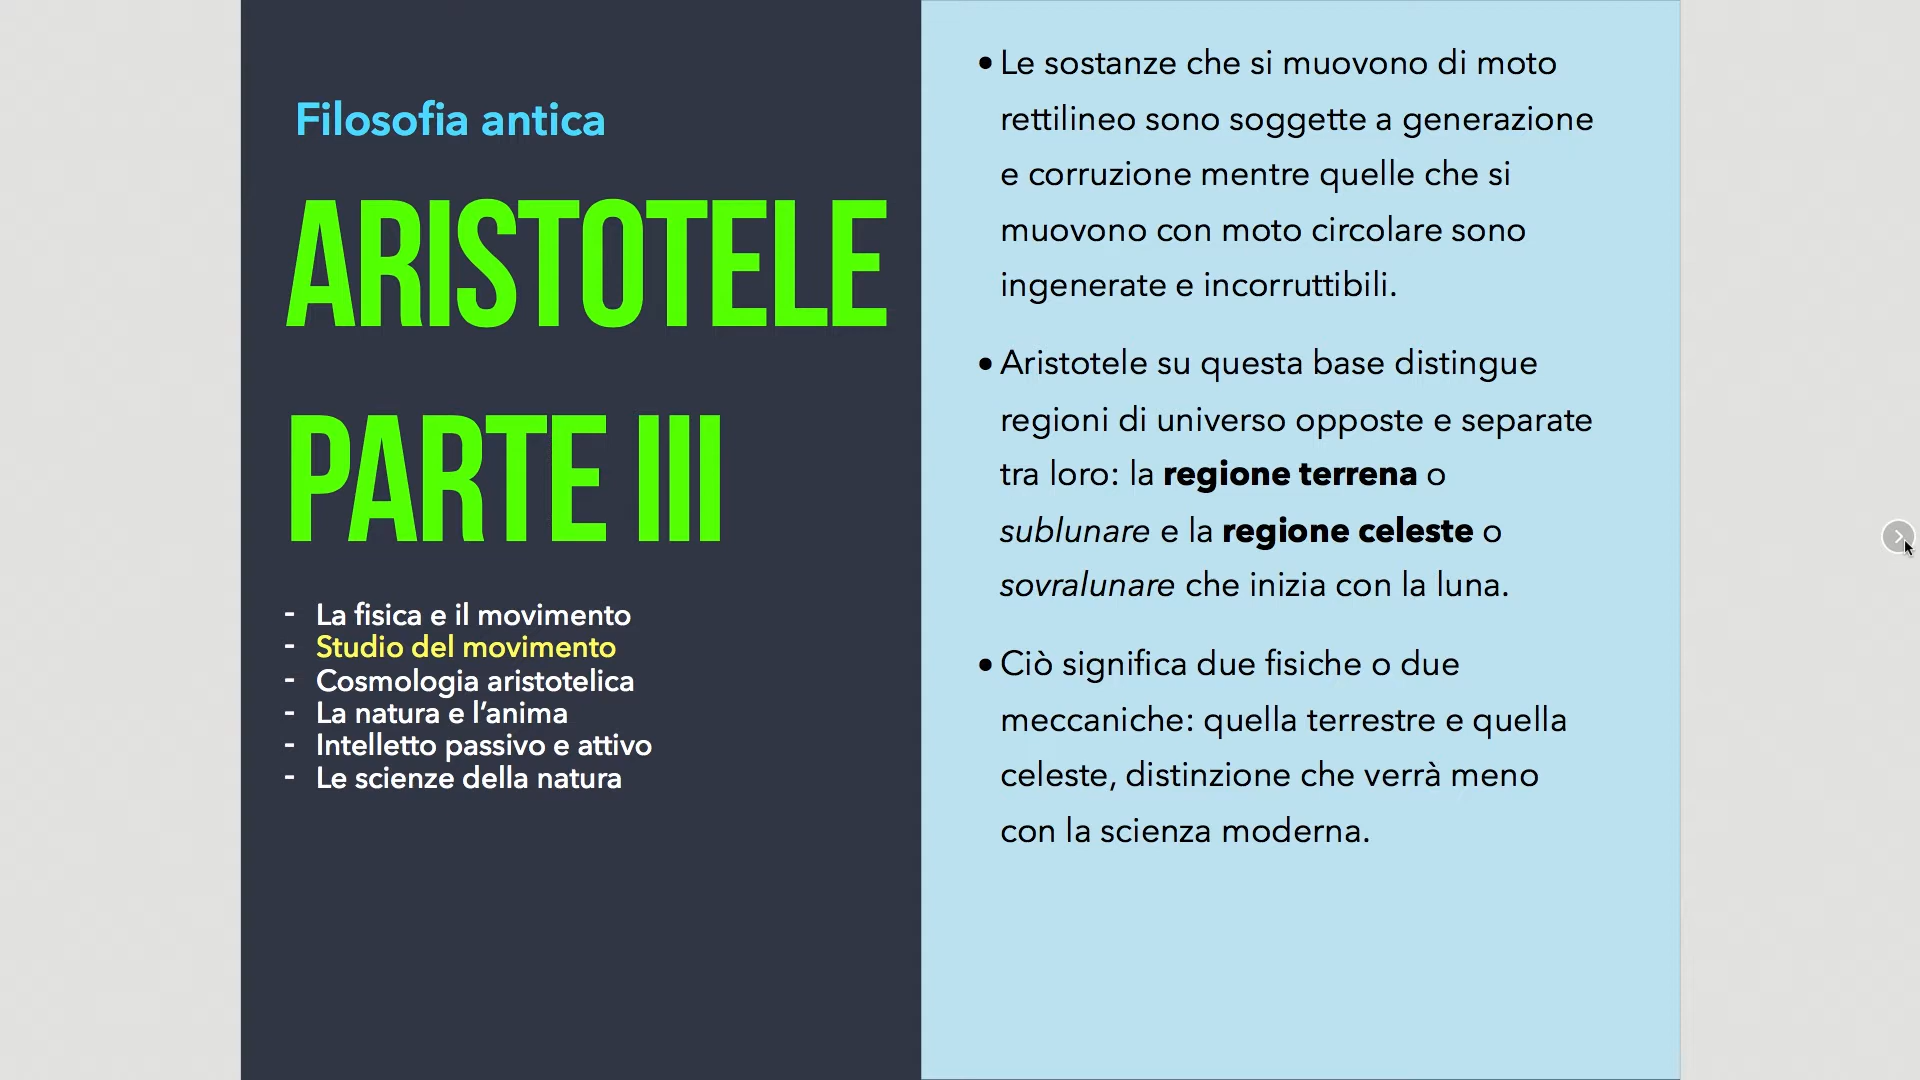 Filosofia antica
ARISTOTELE
PARTE III
- La fisica e il movimento
- Studio del movimento
- Cosmologia aristotelica
- La natura e l’anima
- Intelletto passivo e attivo
- Le scienze della natura
• Le sostanze che si muovono di moto
rettilineo sono soggette a generazione
e corruzione mentre quelle che si
muovono con moto circolare sono
ingenerate e incorruttibili.
• Aristotele su questa base distingue
regioni di universo opposte e separate
tra loro: la regione terrena o
sublunare e la regione celeste o
sovralunare che inizia con la luna.
• Ciò significa due fisiche o due
meccaniche: quella terrestre e quella
celeste, distinzione che verrà meno
con la scienza moderna.